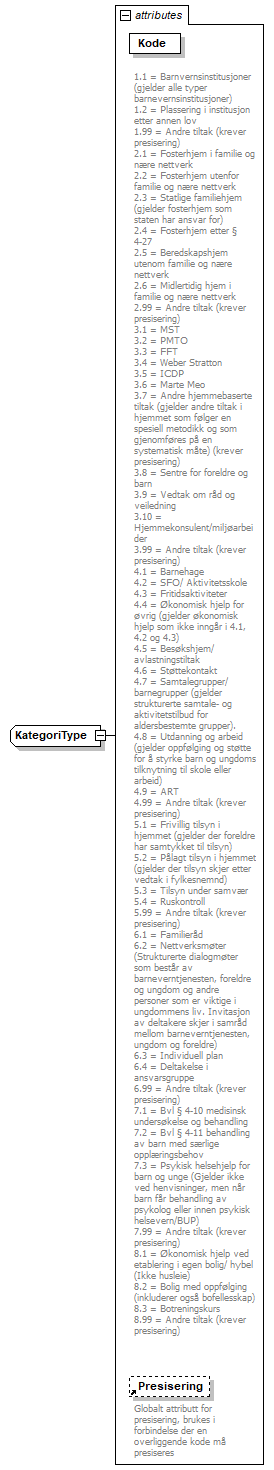 attributes
Kode
1.1 = Barnvernsinstitusjoner
(gjelder alle typer
barnevernsinstitusjoner)
1.2 = Plassering i institusjon
etter annen lov
1.99 = Andre tiltak (krever
presisering)
2.1 = Fosterhjem i familie og
nære nettverk
2.2 = Fosterhjem utenfor
familie og nære nettverk
2.3 = Statlige familiehjem
(gjelder fosterhjem som
staten har ansvar for)
2.4 = Fosterhjem etter §
4-27
2.5 = Beredskapshjem
utenom familie og nære
nettverk
2.6 = Midlertidig hjem i
familie og nære nettverk
2.99 = Andre tiltak (krever
presisering)
3.1 = MST
3.2 = PMTO
3.3 = FFT
3.4 = Weber Stratton
3.5 = ICDP
3.6 = Marte Meo
3.7 = Andre hjemmebaserte
tiltak (gjelder andre tiltak i
hjemmet som følger en
spesiell metodikk og som
gjenomføres på en
systematisk måte) (krever
presisering)
3.8 = Sentre for foreldre og
barn
3.9 = Vedtak om råd og
veiledning
3.10 =
Hjemmekonsulent/miljøarbei
der
3.99 = Andre tiltak (krever
presisering)
4.1 = Barnehage
4.2 = SFO/ Aktivitetsskole
4.3 = Fritidsaktiviteter
4.4 = Økonomisk hjelp for
øvrig (gjelder økonomisk
hjelp som ikke inngår i 4.1,
4.2 og 4.3)
4.5 = Besøkshjem/
avlastningstiltak
4.6 = Støttekontakt
4.7 = Samtalegrupper/
barnegrupper (gjelder
strukturerte samtale- og
aktivitetstilbud for
aldersbestemte grupper).
4.8 = Utdanning og arbeid
(gjelder oppfølging og støtte
for å styrke barn og ungdoms
tilknytning til skole eller
arbeid)
4.9 = ART
4.99 = Andre tiltak (krever
presisering)
5.1 = Frivillig tilsyn i
hjemmet (gjelder der foreldre
har samtykket til tilsyn)
5.2 = Pålagt tilsyn i hjemmet
(gjelder der tilsyn skjer etter
vedtak i fylkesnemnd)
5.3 = Tilsyn under samvær
5.4 = Ruskontroll
5.99 = Andre tiltak (krever
presisering)
6.1 = Familieråd
6.2 = Nettverksmøter
(Strukturerte dialogmøter
som består av
barneverntjenesten, foreldre
og ungdom og andre
personer som er viktige i
ungdommens liv. Invitasjon
av deltakere skjer i samråd
mellom barneverntjenesten,
ungdom og foreldre)
6.3 = Individuell plan
6.4 = Deltakelse i
ansvarsgruppe
6.99 = Andre tiltak (krever
presisering)
7.1 = Bvl § 4-10 medisinsk
undersøkelse og behandling
7.2 = Bvl § 4-11 behandling
av barn med særlige
opplæringsbehov
7.3 = Psykisk helsehjelp for
barn og unge (Gjelder ikke
ved henvisninger, men når
barn får behandling av
psykolog eller innen psykisk
helsevern/BUP)
7.99 = Andre tiltak (krever
presisering)
8.1 = Økonomisk hjelp ved
etablering i egen bolig/ hybel
(Ikke husleie)
8.2 = Bolig med oppfølging
(inkluderer også bofellesskap)
8.3 = Botreningskurs
8.99 = Andre tiltak (krever
presisering)
KategoriType
Presisering
Globalt attributt for
presisering, brukes i
forbindelse der en
overliggende kode må
presiseres